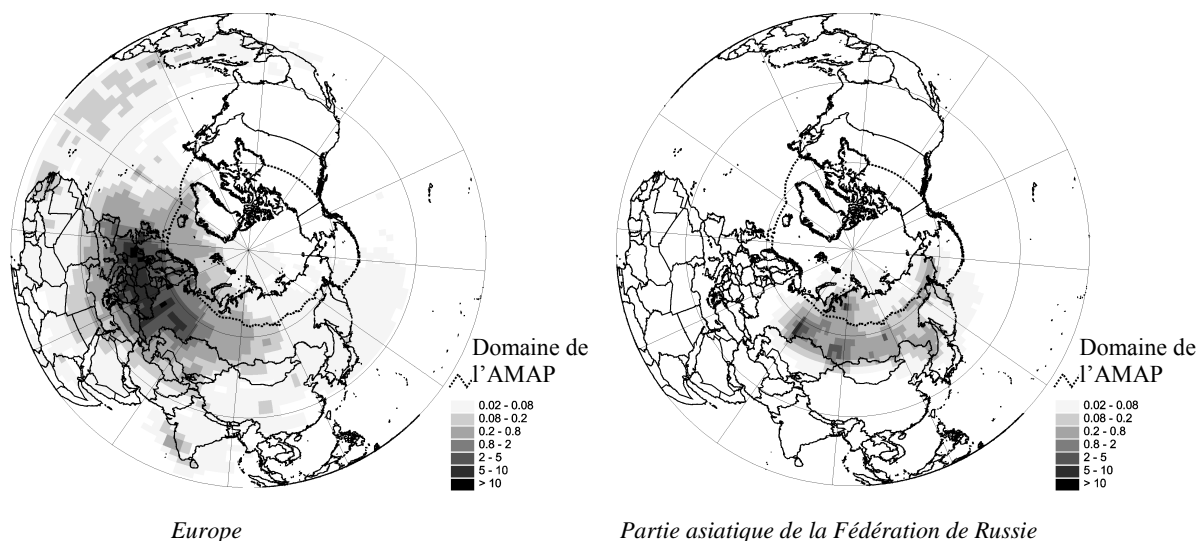 Domaine de
l'AMAP
0.02 - 0.08
0.08 - 0.2
0.2 - 0.8
0.8 - 2
2 - 5
5 - 10
> 10
Europe
Domaine de
l'AMAP
0.02 - 0.08
0.08 - 0.2
0.2 - 0.8
0.8 - 2
2 - 5
5 - 10
> 10
Partie asiatique de la Fédération de Russie